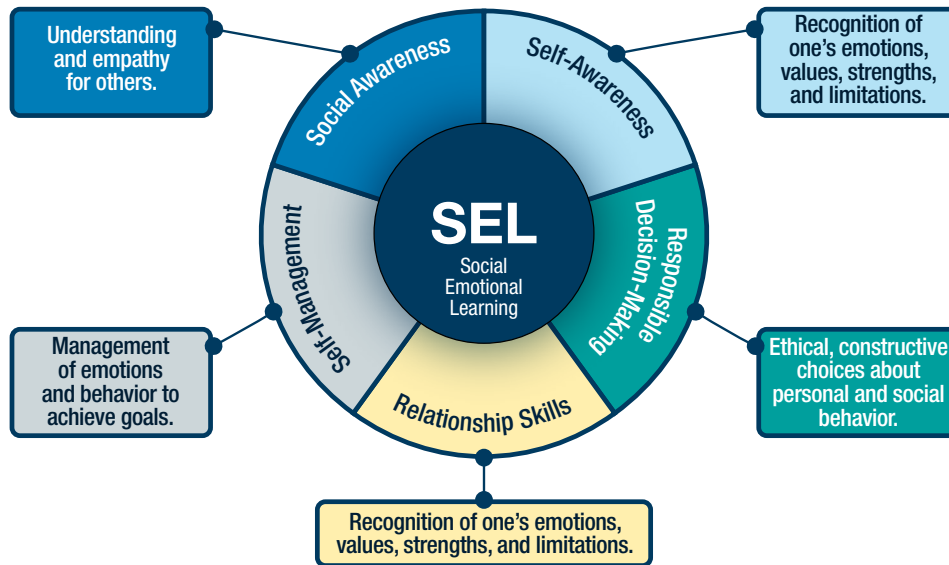 Understanding
and empathy
for others.
Social Awareness
Self-Awareness
Recognition of
one’s emotions,
values, strengths,
and limitations.
SEL
Social
Emotional
Learning
Self-Management
Responsible
Decision-Making
Management
of emotions
and behavior to
achieve goals.
Relationship Skills
Ethical, constructive
choices about
personal and social
behavior.
Recognition of one’s emotions,
values, strengths, and limitations.